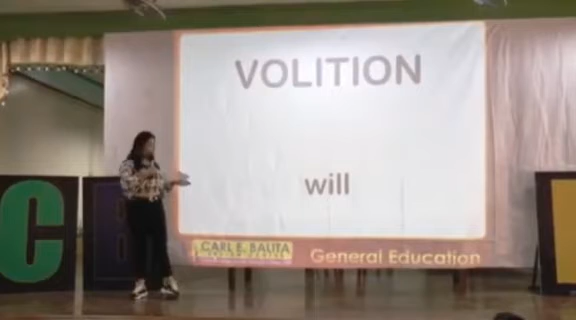 VOLITION
will
CARL E. BALITA
General Education
C
B